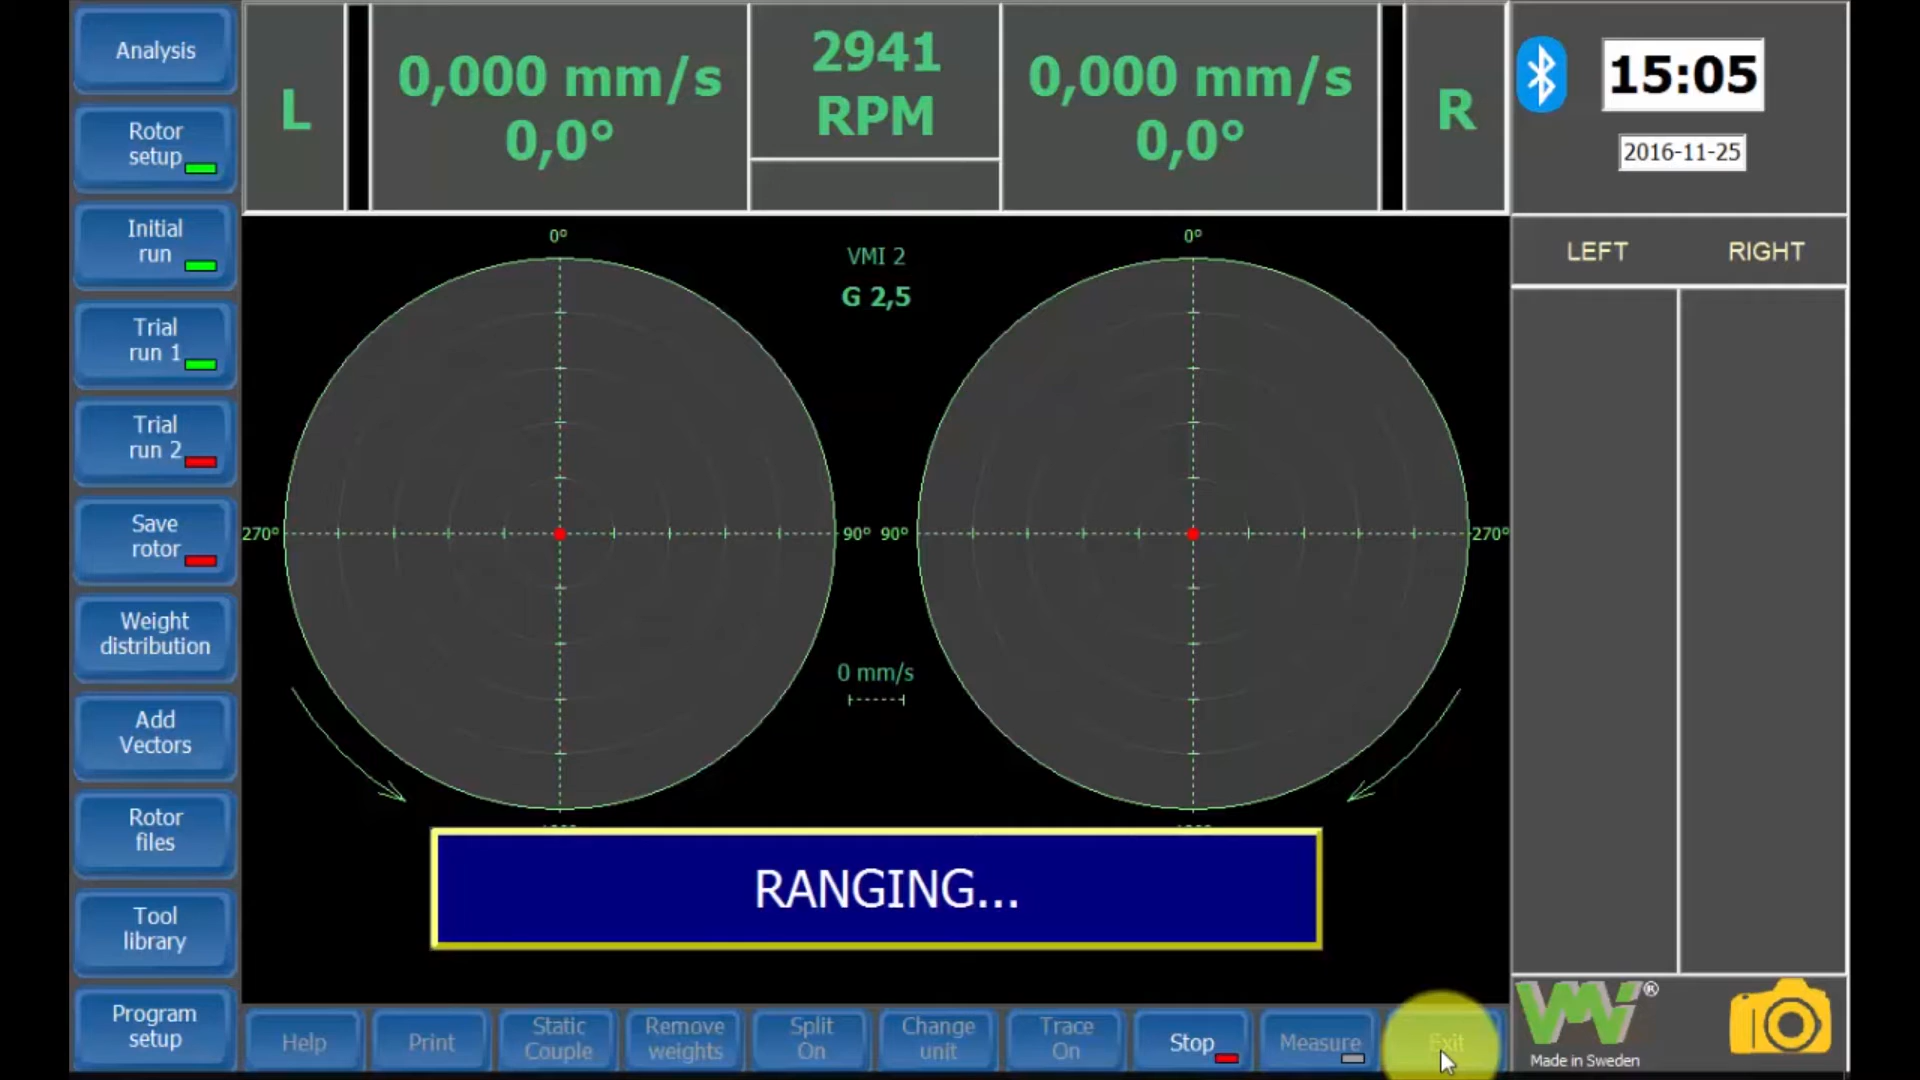 Analysis
Rotor
setup
Initial
run
Trial
run 1
Trial
run 2
Save
rotor
Weight
distribution
Add
Vectors
Rotor
files
Tool
library
Program
setup
L
0,000 mm/s
0,0°
2941
RPM
0,000 mm/s
0,0°
R
15:05
2016-11-25
LEFT RIGHT
0°
VMI 2
G 2,5
0°
270°
90° 90°
270°
0 mm/s
RANGING...
Help
Print
Static
Couple
Remove
weights
Split
On
Change
unit
Trace
On
Stop
Measure
Exit
VMI®
Made in Sweden